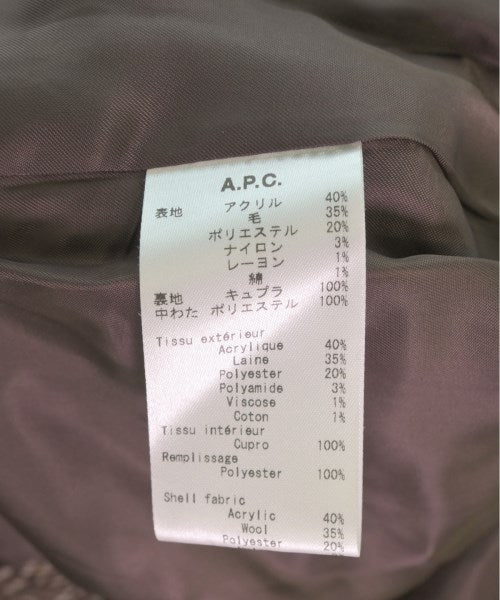 A.P.C.
表地 アクリル 40%
毛 35%
ポリエステル 20%
ナイロン 3%
レーヨン 1%
綿 1%
裏地 キュプラ 100%
中わた ポリエステル 100%
Tissu extérieur
Acrylique 40%
Laine 35%
Polyester 20%
Polyamide 3%
Viscose 1%
Coton 1%
Tissu intérieur
Cupro 100%
Remplissage
Polyester 100%
Shell fabric
Acrylic 40%
Wool 35%
Polyester 20%